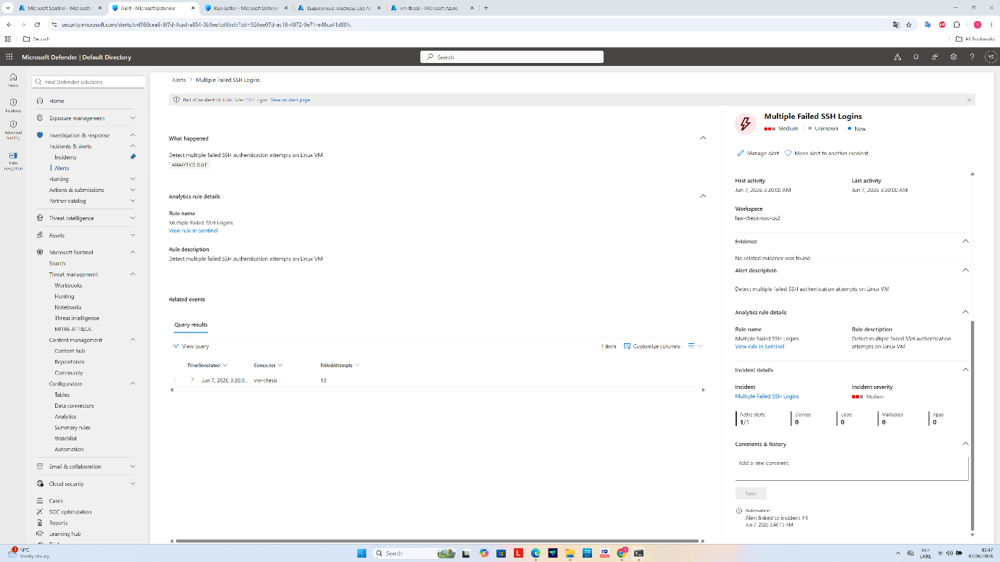 Microsoft Sentinel - Microsoft A
Alert - Microsoft Defender
Rule Editor - Microsoft Defende
Выделенные кластеры Log An
vm-thesis - Microsoft Azure
security.microsoft.com/alerts/snf980cea6-9f7d-4cad-a854-3b9eefcd6bdb?tid=924ee07d-ac18-4872-9e71-e48ca41d80fc
Deutsch
All Bookmarks
Microsoft Defender | Default Directory
Search
YS
Home
Incidents
Advanced hunting
Hide navigation
Find Defender solutions
Home
Exposure management
Investigation & response
Incidents & alerts
Incidents
Alerts
Hunting
Actions & submissions
Partner catalog
Threat intelligence
Assets
Microsoft Sentinel
Search
Threat management
Workbooks
Hunting
Notebooks
Threat intelligence
MITRE ATT&CK
Content management
Content hub
Repositories
Community
Configuration
Tables
Data connectors
Analytics
Summary rules
Watchlist
Automation
Email & collaboration
Cloud security
Cases
SOC optimization
Reports
Learning hub
Alerts > Multiple Failed SSH Logins
Part of incident: Multiple Failed SSH Logins View incident page
What happened
Detect multiple failed SSH authentication attempts on Linux VM
ANALYTICS RULE
Analytics rule details
Rule name
Multiple Failed SSH Logins
View rule in Sentinel
Rule description
Detect multiple failed SSH authentication attempts on Linux VM
Related events
Query results
View query
1 item
Customize columns
TimeGenerated Computer FailedAttempts
Jun 7, 2026 3:30:0... vm-thesis 10
Multiple Failed SSH Logins
Medium Unknown New
Manage alert Move alert to another incident
First activity Last activity
Jun 7, 2026 3:30:00 AM Jun 7, 2026 3:30:00 AM
Workspace
law-thesis-soc-us2
Evidence
No related evidence was found
Alert description
Detect multiple failed SSH authentication attempts on Linux VM
Analytics rule details
Rule name Rule description
Multiple Failed SSH Logins Detect multiple failed SSH authentication
View rule in Sentinel attempts on Linux VM
Incident details
Incident Incident severity
Multiple Failed SSH Logins Medium
Active alerts Devices Users Mailboxes Apps
1/1 0 0 0 0
Comments & history
Add a new comment
Save
Automation
Alert linked to incident #1
Jun 7, 2026 3:40:15 AM
1
14°C
Mostly cloudy
Search
УКР
UKRE
03:47
07/06/2026